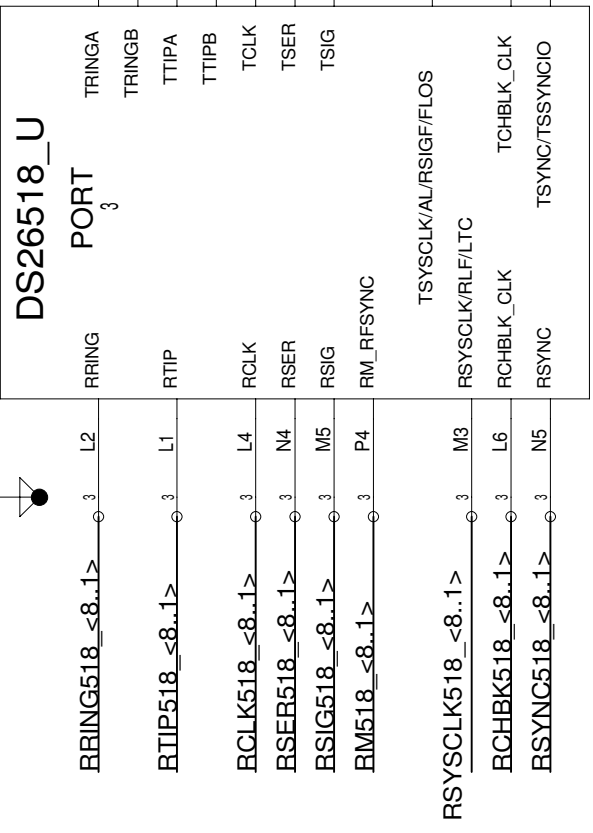 DS26518_U
PORT
3
RRING
TRINGA
TRINGB
RTIP
TTIPA
TTIPB
RCLK
TCLK
RSER
TSER
RSIG
TSIG
RM_RFSYNC
TSYSCLK/AL/RSIGF/FLOS
RSYSCLK/RLF/LTC
RCHBLK_CLK
TCHBLK_CLK
RSYNC
TSYNC/TSSYNCIO
RRING518_<8..1> 3 L2
RTIP518_<8..1> 3 L1
RCLK518_<8..1> 3 L4
RSER518_<8..1> 3 N4
RSIG518_<8..1> 3 M5
RM518_<8..1> 3 P4
RSYSCLK518_<8..1> 3 M3
RCHBK518_<8..1> 3 L6
RSYNC518_<8..1> 3 N5